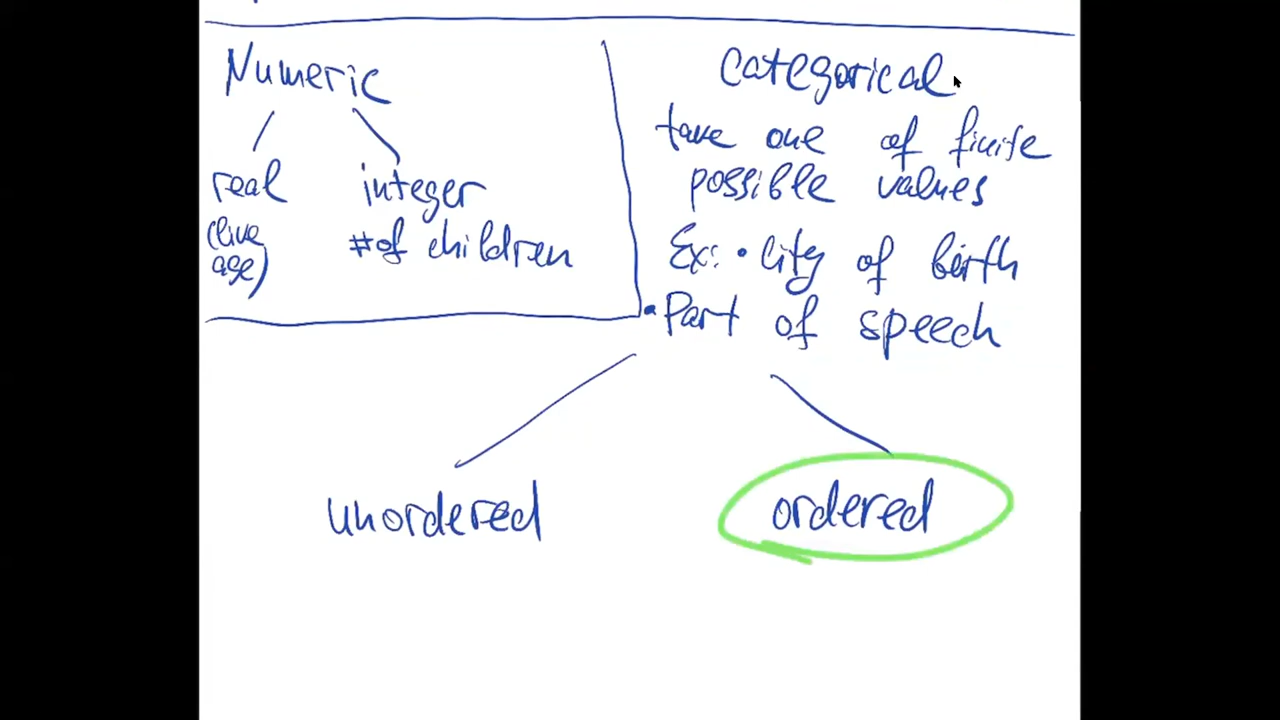 Numeric
real integer
(live # of children
age)
Categorical
take one of finite
possible values
Ex: • City of birth
• Part of speech
unordered ordered